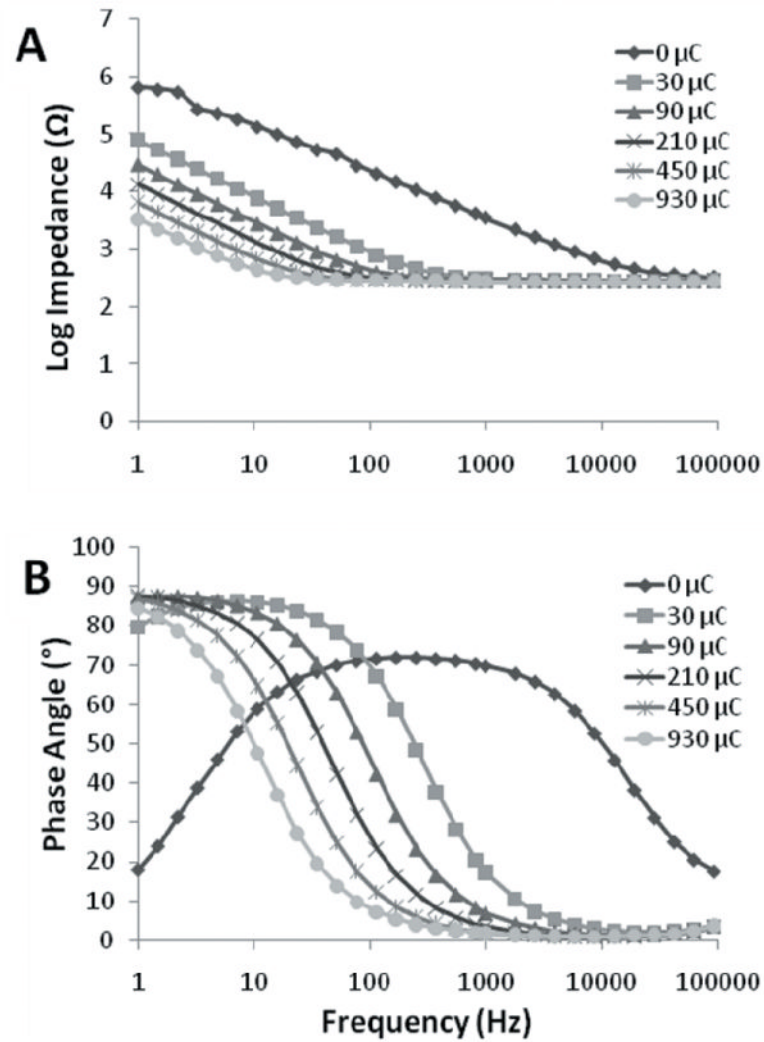 A
Log Impedance (Ω)
7
6
5
4
3
2
1
0
1 10 100 1000 10000 100000
0 µC
30 µC
90 µC
210 µC
450 µC
930 µC
B
Phase Angle (°)
100
90
80
70
60
50
40
30
20
10
0
1 10 100 1000 10000 100000
Frequency (Hz)
0 µC
30 µC
90 µC
210 µC
450 µC
930 µC